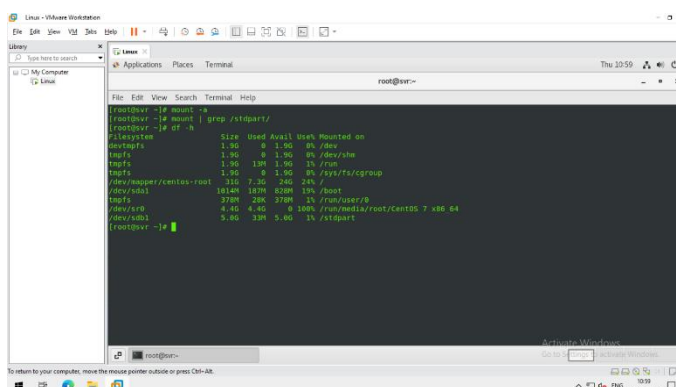 Linux - VMware Workstation
File Edit View VM Tabs Help
Library
Type here to search
My Computer
Linux
Linux
Applications Places Terminal
Thu 10:59
root@svr:~
File Edit View Search Terminal Help
[root@svr ~]# mount -a
[root@svr ~]# mount | grep /stdpart/
[root@svr ~]# df -h
Filesystem Size Used Avail Use% Mounted on
devtmpfs 1.9G 0 1.9G 0% /dev
tmpfs 1.9G 0 1.9G 0% /dev/shm
tmpfs 1.9G 13M 1.9G 1% /run
tmpfs 1.9G 0 1.9G 0% /sys/fs/cgroup
/dev/mapper/centos-root 31G 7.3G 24G 24% /
/dev/sda1 1014M 187M 828M 19% /boot
tmpfs 378M 28K 378M 1% /run/user/0
/dev/sr0 4.4G 4.4G 0 100% /run/media/root/CentOS 7 x86 64
/dev/sdb1 5.0G 33M 5.0G 1% /stdpart
[root@svr ~]#
Activate Windows
Go to Settings to activate Windows.
root@svr:~
To return to your computer, move the mouse pointer outside or press Ctrl+Alt.
ENG
10:59